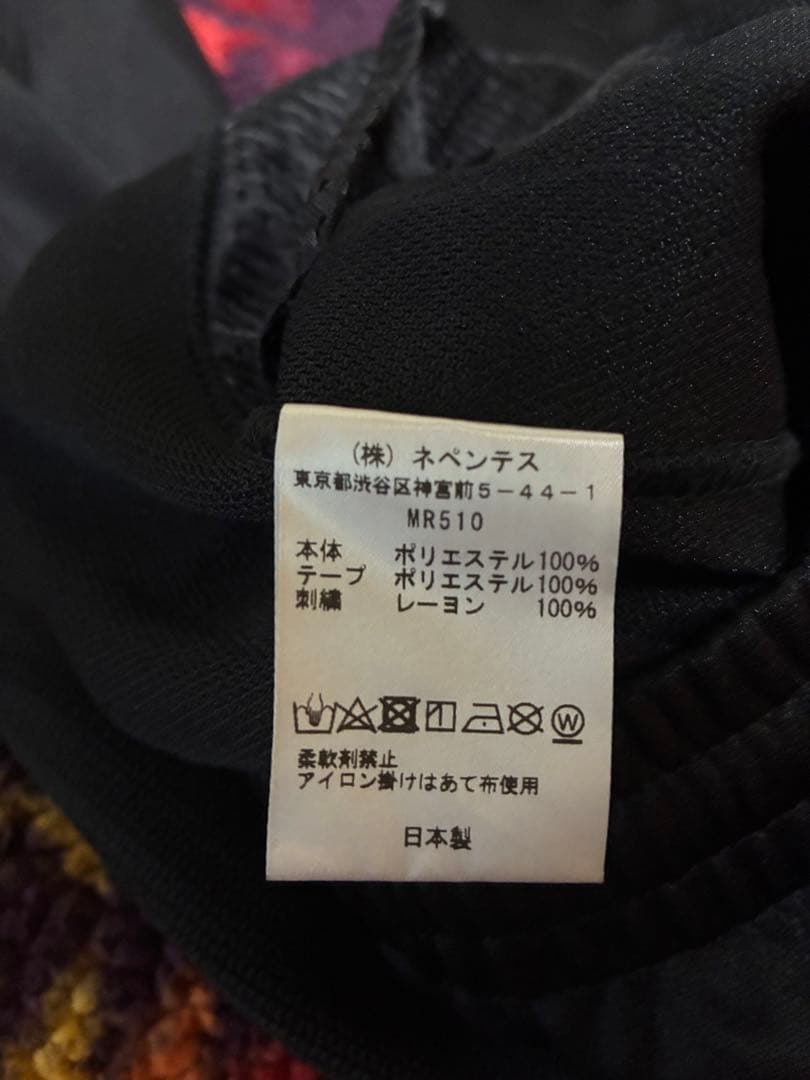 （株）ネペンテス
東京都渋谷区神宮前５－４４－１
MR510
本体　ポリエステル100%
テープ　ポリエステル100%
刺繍　レーヨン　100%
W
柔軟剤禁止
アイロン掛けはあて布使用
日本製